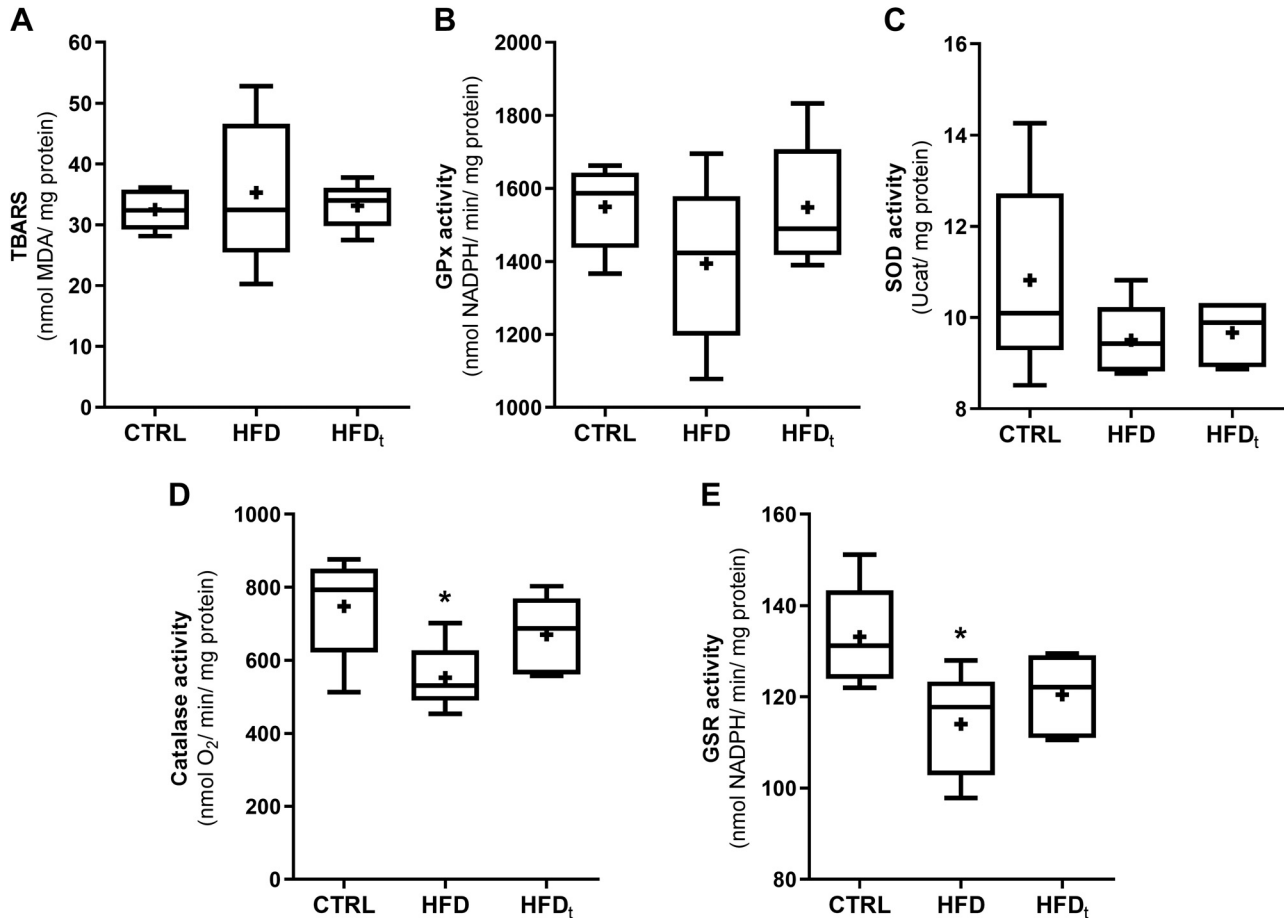 A
TBARS
(nmol MDA/ mg protein)
60
50
40
30
20
10
0
CTRL HFD HFDₜ
B
GPx activity
(nmol NADPH/ min/ mg protein)
2000
1800
1600
1400
1200
1000
CTRL HFD HFDₜ
C
SOD activity
(Ucat/ mg protein)
16
14
12
10
8
CTRL HFD HFDₜ
D
Catalase activity
(nmol O₂/ min/ mg protein)
1000
800
600
400
200
0
*
CTRL HFD HFDₜ
E
GSR activity
(nmol NADPH/ min/ mg protein)
160
140
120
100
80
*
CTRL HFD HFDₜ